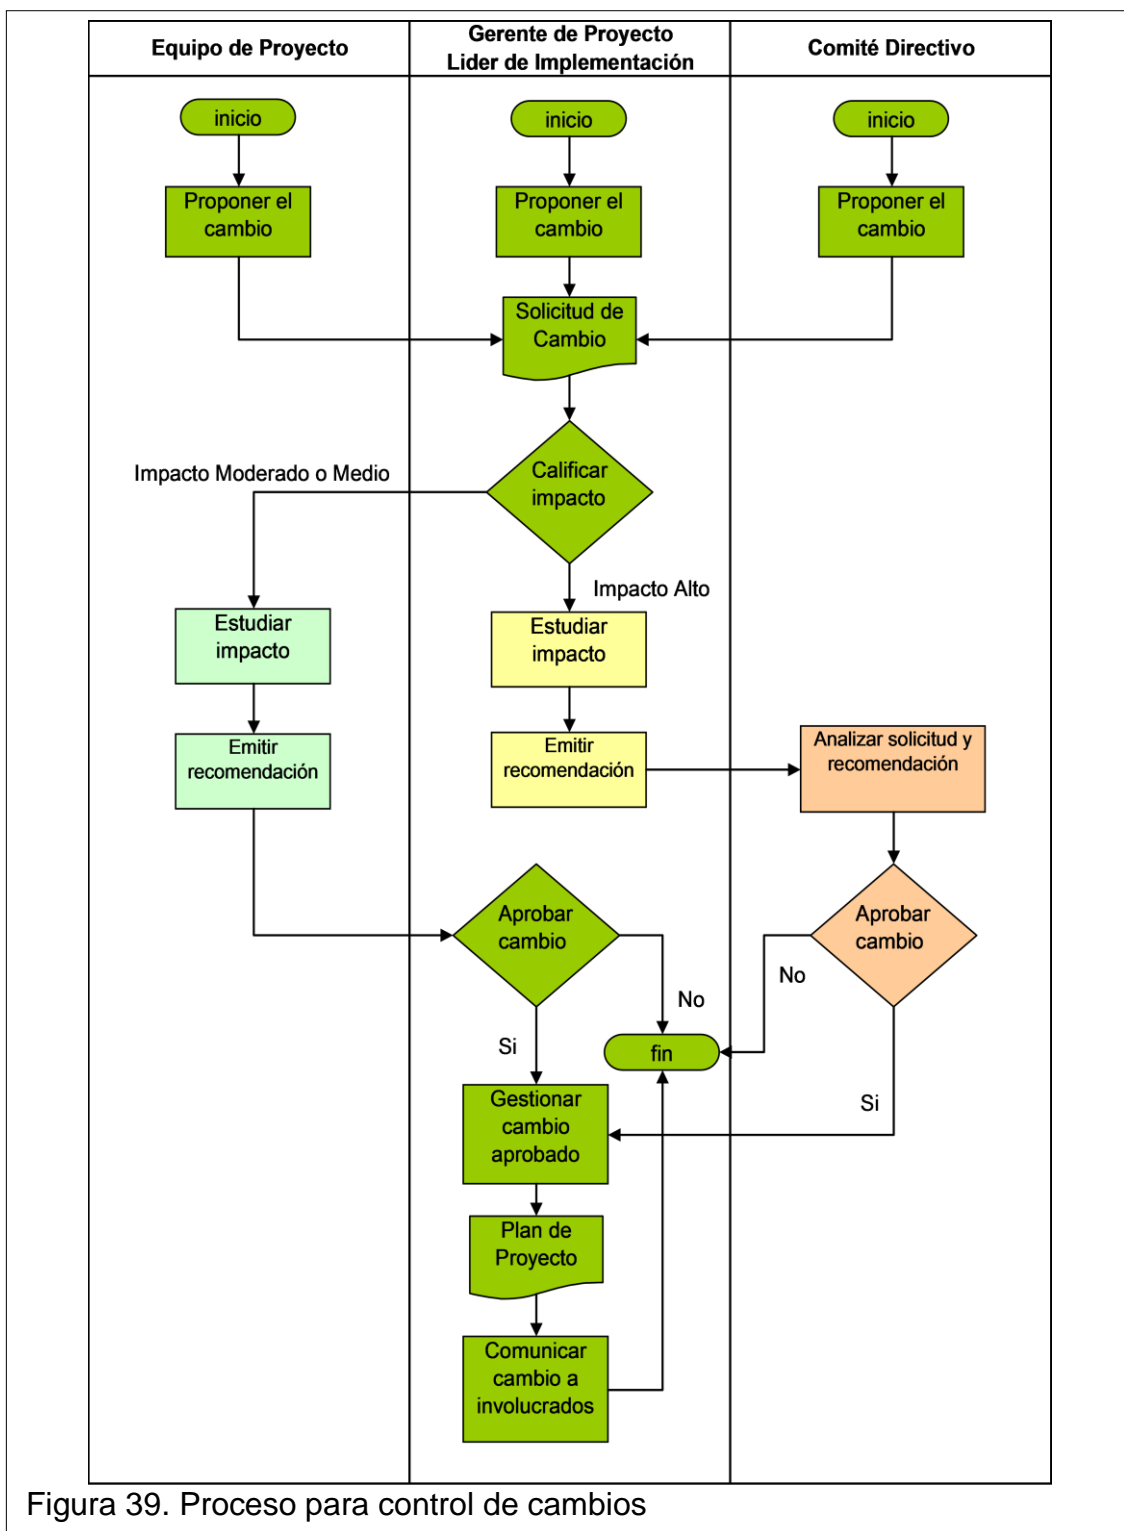 Equipo de Proyecto
Gerente de Proyecto
Lider de Implementación
Comité Directivo
inicio
inicio
inicio
Proponer el
cambio
Proponer el
cambio
Proponer el
cambio
Solicitud de
Cambio
Calificar
impacto
Impacto Moderado o Medio
Impacto Alto
Estudiar
impacto
Estudiar
impacto
Emitir
recomendación
Emitir
recomendación
Analizar solicitud y
recomendación
Aprobar
cambio
Aprobar
cambio
No
No
Si
fin
Si
Gestionar
cambio
aprobado
Plan de
Proyecto
Comunicar
cambio a
involucrados
Figura 39. Proceso para control de cambios